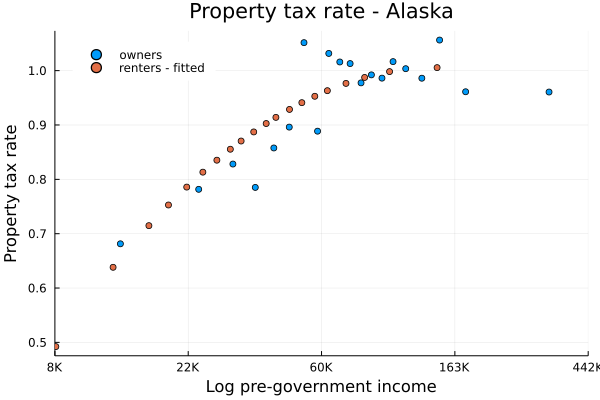 Property tax rate - Alaska
owners
renters - fitted
1.0
0.9
0.8
0.7
0.6
0.5
Property tax rate
8K
22K
60K
163K
442K
Log pre-government income